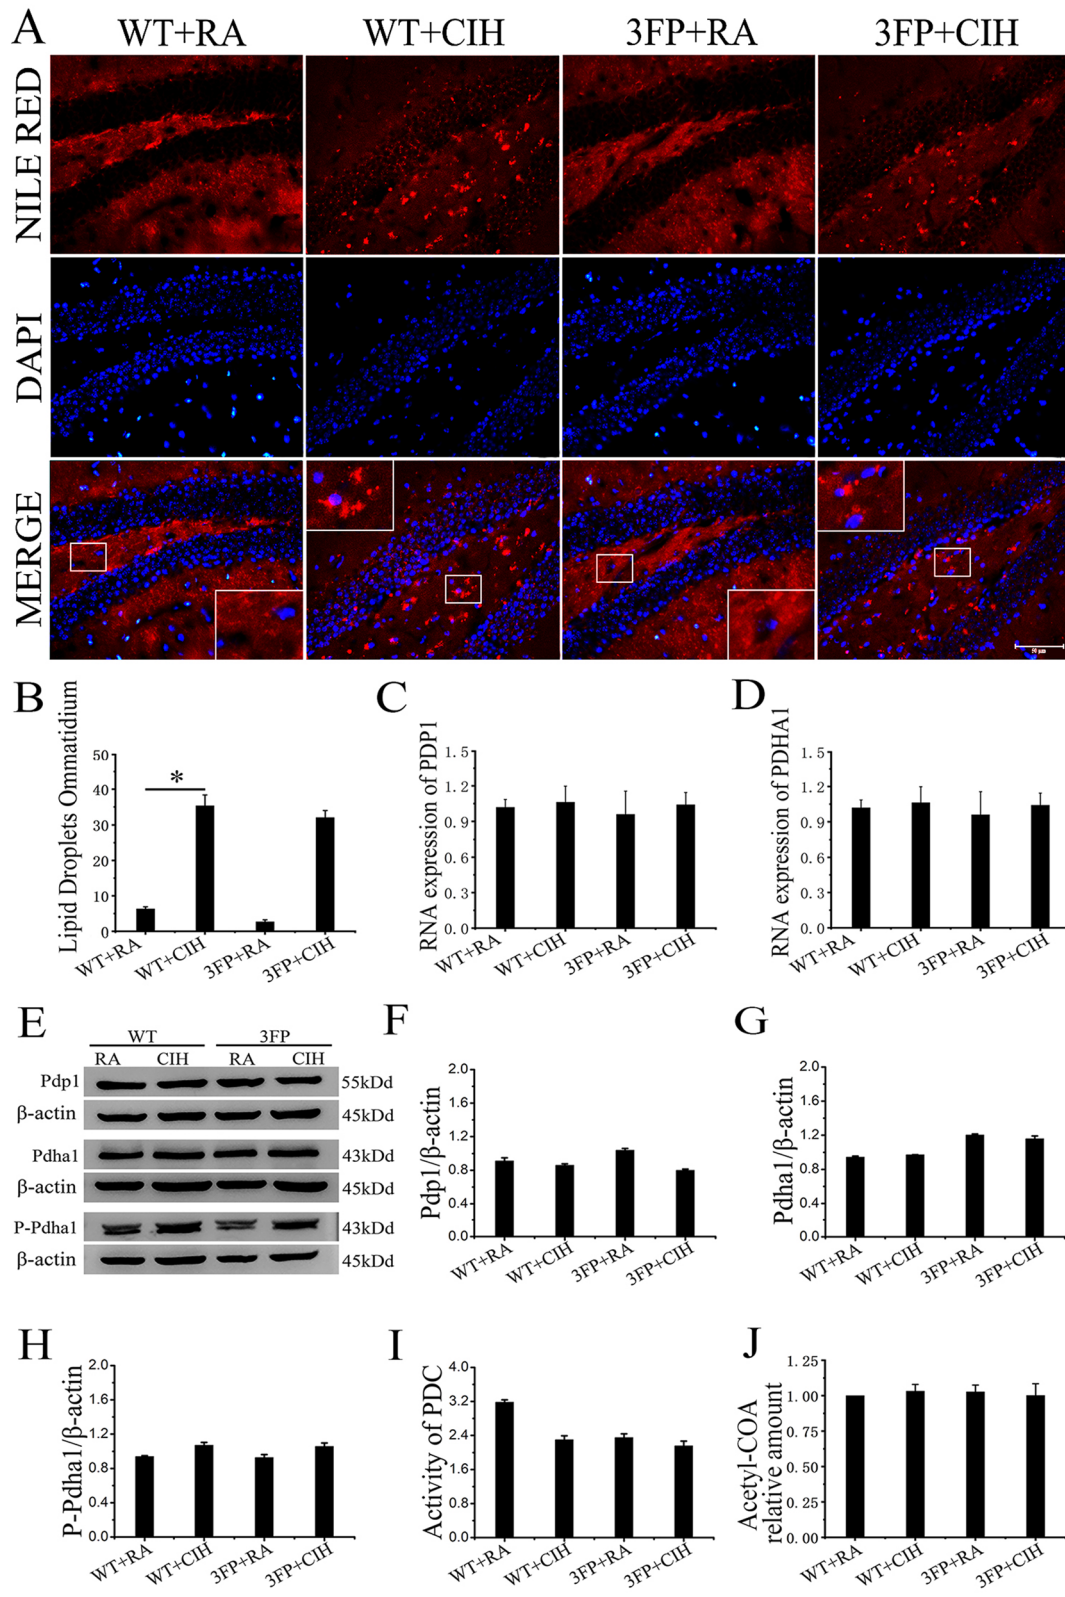 A
WT+RA WT+CIH 3FP+RA 3FP+CIH
NILE RED
DAPI
MERGE
50 μm
B
Lipid Droplets Ommatidium
50
40
30
20
10
0
*
WT+RA WT+CIH 3FP+RA 3FP+CIH
C
RNA expression of PDP1
1.5
1.2
0.9
0.6
0.3
0.0
WT+RA WT+CIH 3FP+RA 3FP+CIH
D
RNA expression of PDHA1
1.5
1.2
0.9
0.6
0.3
0.0
WT+RA WT+CIH 3FP+RA 3FP+CIH
E
WT 3FP
RA CIH RA CIH
Pdp1 55kDd
β-actin 45kDd
Pdha1 43kDd
β-actin 45kDd
P-Pdha1 43kDd
β-actin 45kDd
F
Pdp1/β-actin
2.0
1.6
1.2
0.8
0.4
0.0
WT+RA WT+CIH 3FP+RA 3FP+CIH
G
Pdha1/β-actin
2.0
1.6
1.2
0.8
0.4
0.0
WT+RA WT+CIH 3FP+RA 3FP+CIH
H
P-Pdha1/β-actin
2.0
1.6
1.2
0.8
0.4
0.0
WT+RA WT+CIH 3FP+RA 3FP+CIH
I
Activity of PDC
4.0
3.2
2.4
1.6
0.8
0.0
WT+RA WT+CIH 3FP+RA 3FP+CIH
J
Acetyl-COA
relative amount
1.25
1.00
0.75
0.50
0.25
0.00
WT+RA WT+CIH 3FP+RA 3FP+CIH